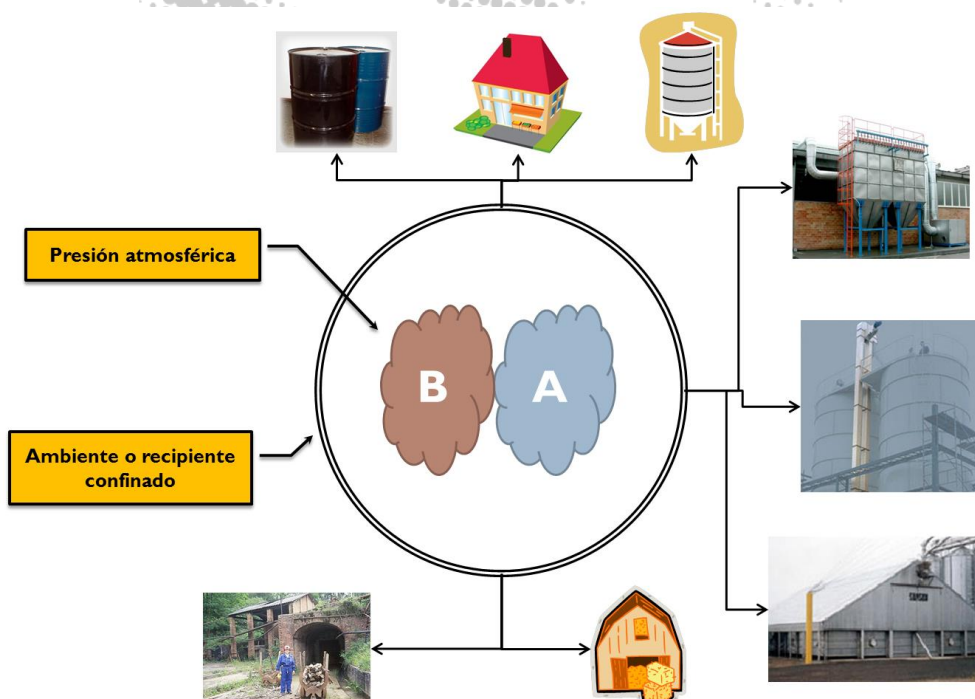 Presión atmosférica
B
A
Ambiente o recipiente
confinado